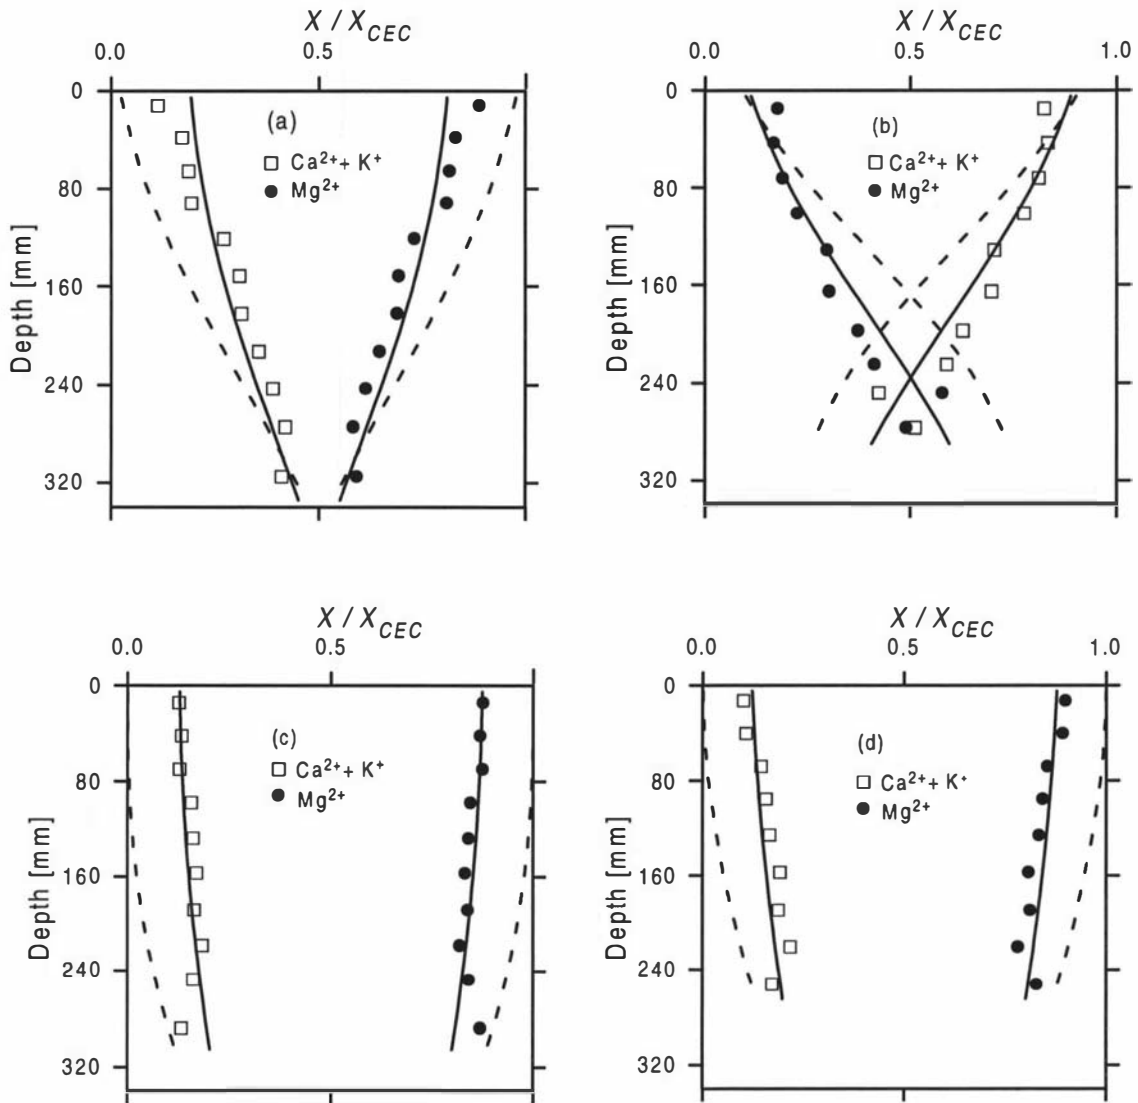 X / X_CEC
0.0 0.5
0
80
160
240
320
Depth [mm]
(a)
Ca²⁺+ K⁺
Mg²⁺
X / X_CEC
0.0 0.5 1.0
0
80
160
240
320
Depth [mm]
(b)
Ca²⁺+ K⁺
Mg²⁺
X / X_CEC
0.0 0.5
0
80
160
240
320
Depth [mm]
(c)
Ca²⁺+ K⁺
Mg²⁺
X / X_CEC
0.0 0.5 1.0
0
80
160
240
320
Depth [mm]
(d)
Ca²⁺+ K⁺
Mg²⁺